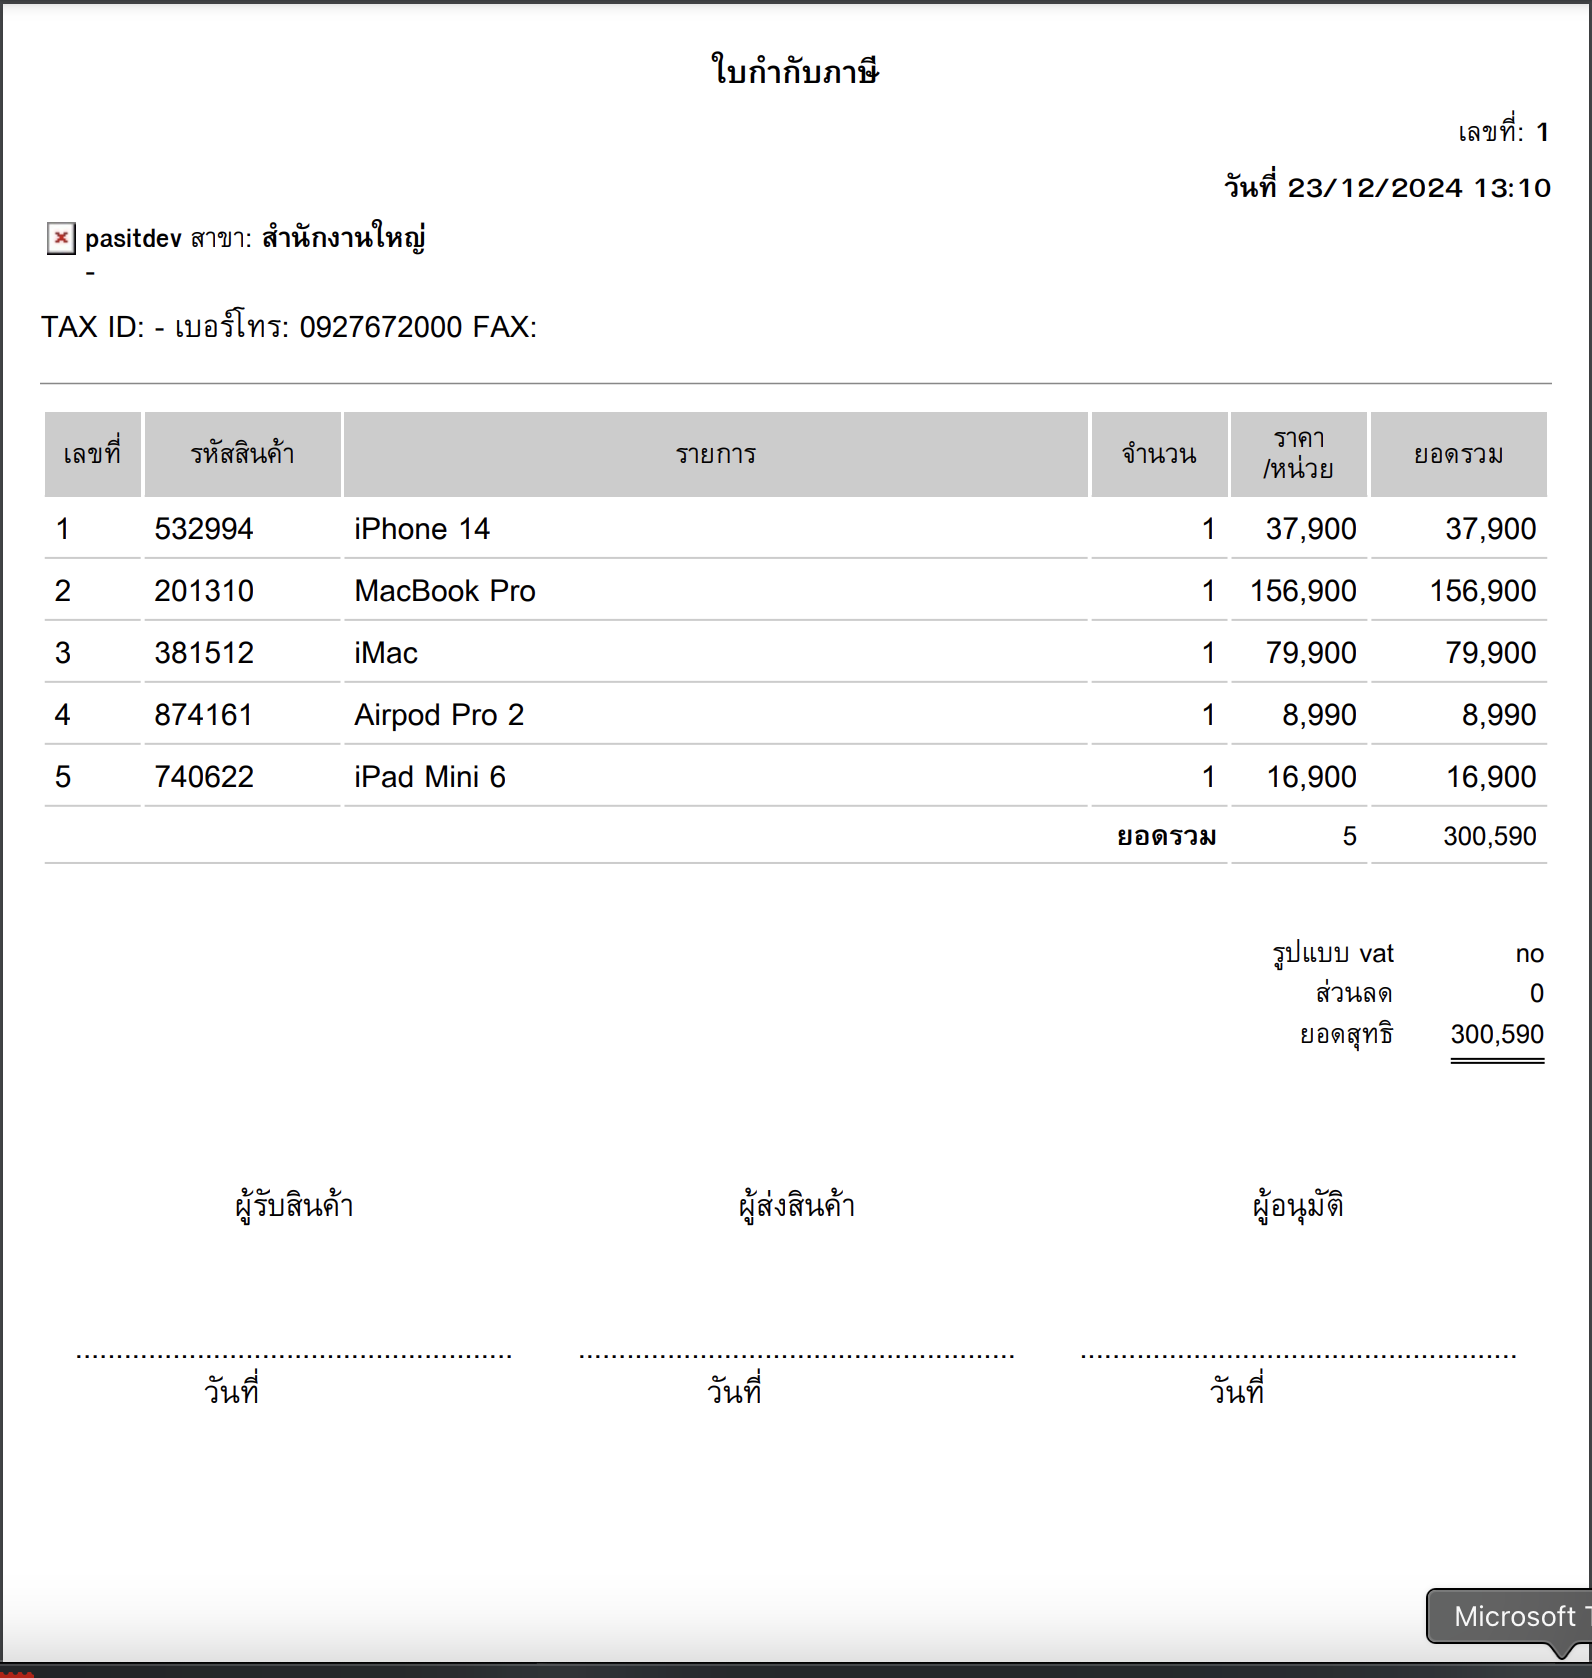 ใบกำกับภาษี
เลขที่: 1
วันที่ 23/12/2024 13:10
pasitdev สาขา: สำนักงานใหญ่
-
TAX ID: - เบอร์โทร: 0927672000 FAX:
เลขที่ รหัสสินค้า รายการ จำนวน ราคา/หน่วย ยอดรวม
1 532994 iPhone 14 1 37,900 37,900
2 201310 MacBook Pro 1 156,900 156,900
3 381512 iMac 1 79,900 79,900
4 874161 Airpod Pro 2 1 8,990 8,990
5 740622 iPad Mini 6 1 16,900 16,900
ยอดรวม 5 300,590
รูปแบบ vat no
ส่วนลด 0
ยอดสุทธิ 300,590
ผู้รับสินค้า ผู้ส่งสินค้า ผู้อนุมัติ
วันที่ วันที่ วันที่
Microsoft